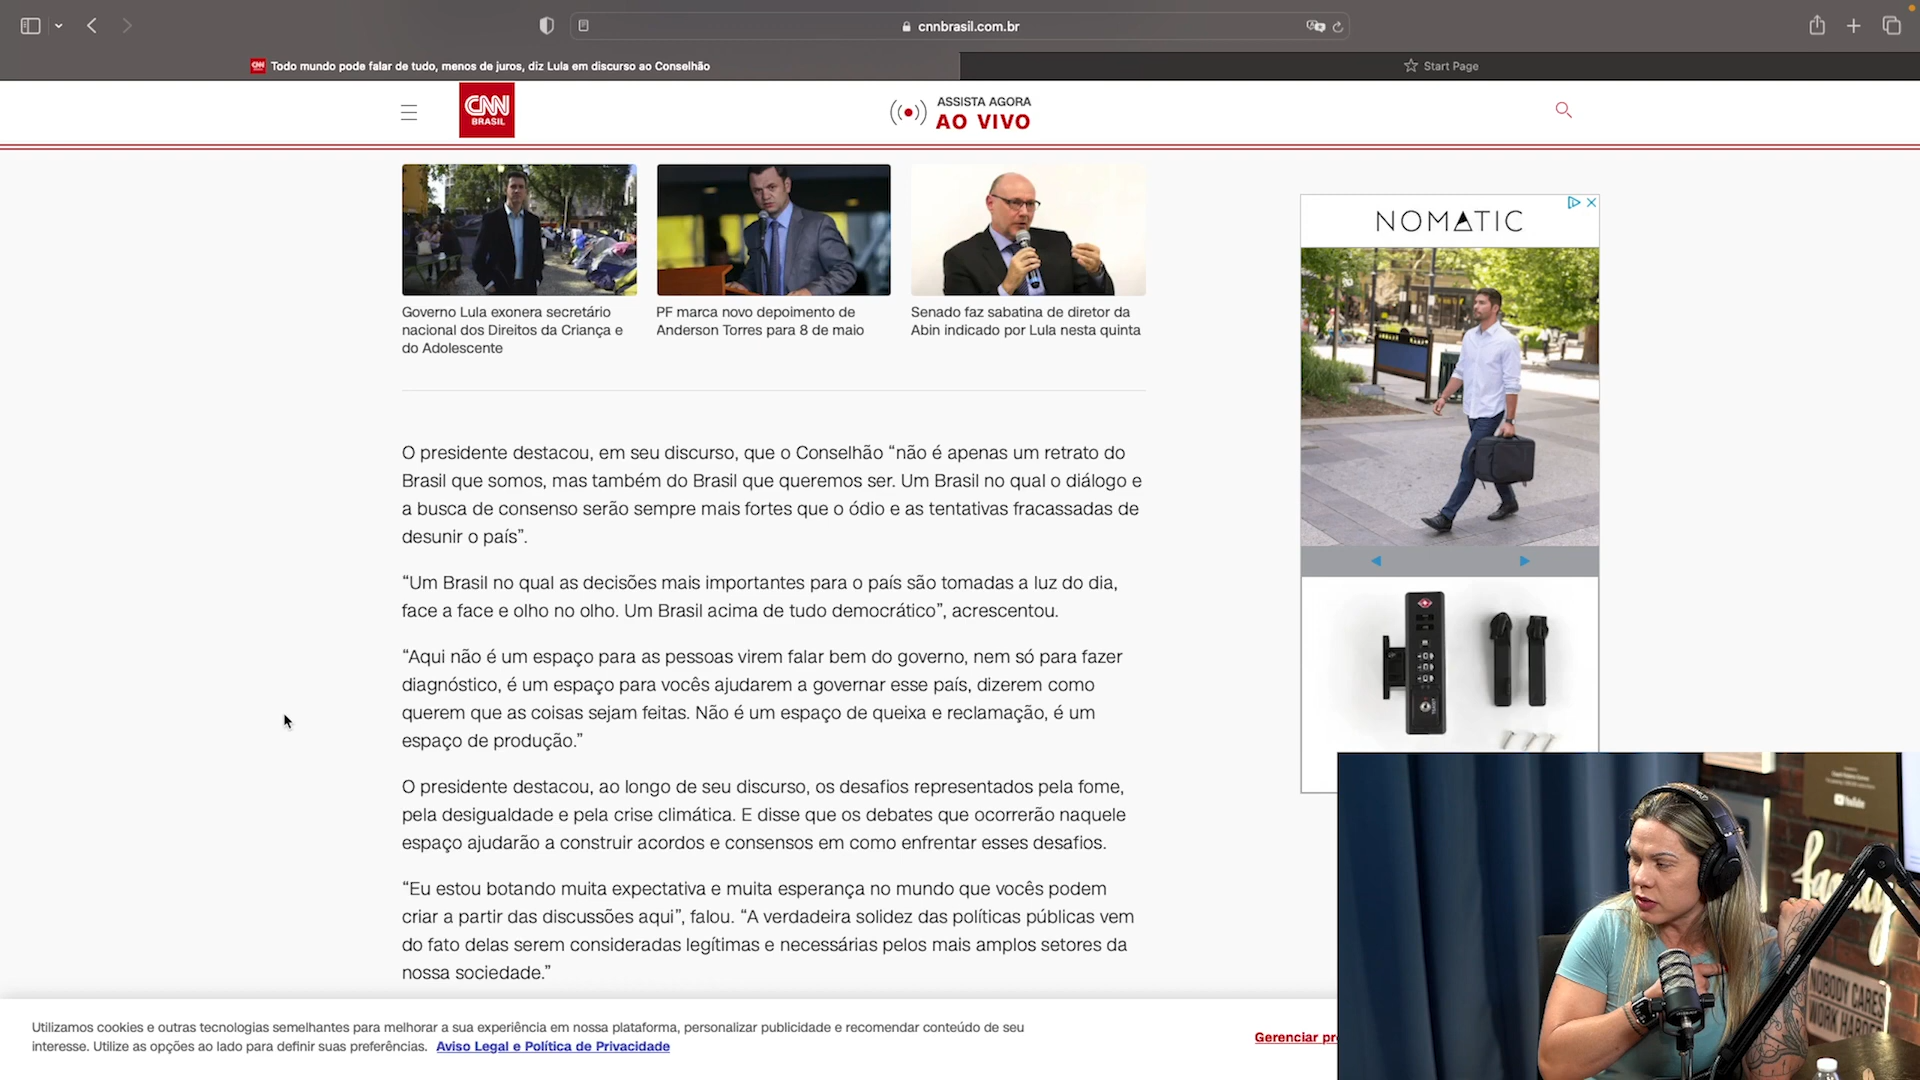 cnnbrasil.com.br
Todo mundo pode falar de tudo, menos de juros, diz Lula em discurso ao Conselhão
Start Page
CNN
BRASIL
ASSISTA AGORA
AO VIVO
Governo Lula exonera secretário
nacional dos Direitos da Criança e
do Adolescente
PF marca novo depoimento de
Anderson Torres para 8 de maio
Senado faz sabatina de diretor da
Abin indicado por Lula nesta quinta
NOMATIC
O presidente destacou, em seu discurso, que o Conselhão “não é apenas um retrato do
Brasil que somos, mas também do Brasil que queremos ser. Um Brasil no qual o diálogo e
a busca de consenso serão sempre mais fortes que o ódio e as tentativas fracassadas de
desunir o país”.
“Um Brasil no qual as decisões mais importantes para o país são tomadas a luz do dia,
face a face e olho no olho. Um Brasil acima de tudo democrático”, acrescentou.
“Aqui não é um espaço para as pessoas virem falar bem do governo, nem só para fazer
diagnóstico, é um espaço para vocês ajudarem a governar esse país, dizerem como
querem que as coisas sejam feitas. Não é um espaço de queixa e reclamação, é um
espaço de produção.”
O presidente destacou, ao longo de seu discurso, os desafios representados pela fome,
pela desigualdade e pela crise climática. E disse que os debates que ocorrerão naquele
espaço ajudarão a construir acordos e consensos em como enfrentar esses desafios.
“Eu estou botando muita expectativa e muita esperança no mundo que vocês podem
criar a partir das discussões aqui”, falou. “A verdadeira solidez das políticas públicas vem
do fato delas serem consideradas legítimas e necessárias pelos mais amplos setores da
nossa sociedade.”
Utilizamos cookies e outras tecnologias semelhantes para melhorar a sua experiência em nossa plataforma, personalizar publicidade e recomendar conteúdo de seu
interesse. Utilize as opções ao lado para definir suas preferências. Aviso Legal e Política de Privacidade
Gerenciar pr
YouTube
family
NOBODY CARES
WORK HARD